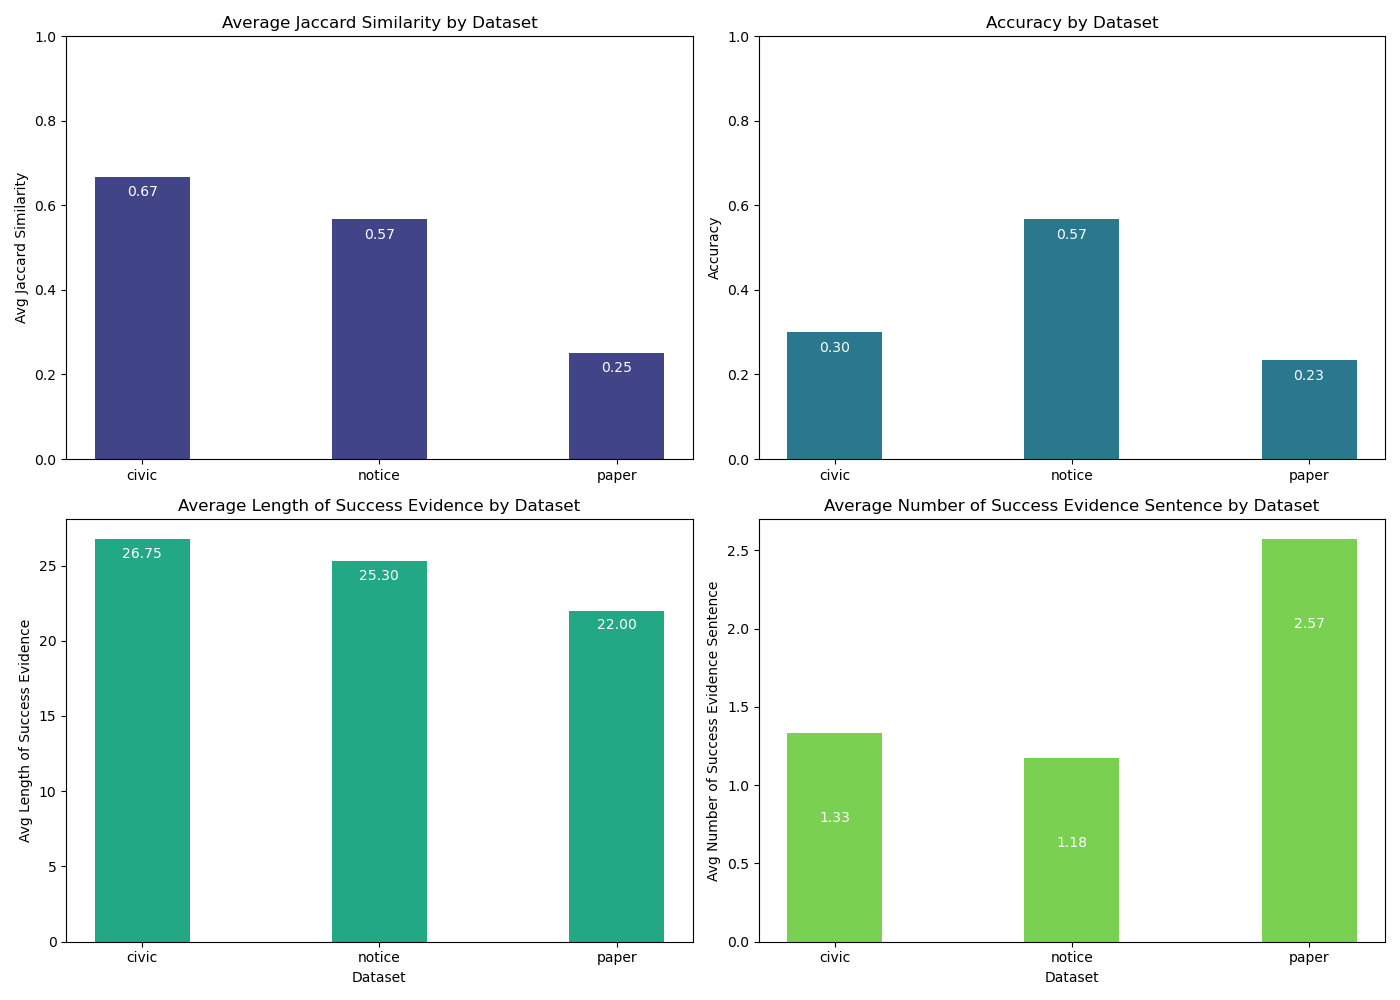 Average Jaccard Similarity by Dataset
Avg Jaccard Similarity
1.0
0.8
0.6
0.4
0.2
0.0
0.67
0.57
0.25
civic
notice
paper
Accuracy by Dataset
Accuracy
1.0
0.8
0.6
0.4
0.2
0.0
0.30
0.57
0.23
civic
notice
paper
Average Length of Success Evidence by Dataset
Avg Length of Success Evidence
25
20
15
10
5
0
26.75
25.30
22.00
civic
notice
paper
Dataset
Average Number of Success Evidence Sentence by Dataset
Avg Number of Success Evidence Sentence
2.5
2.0
1.5
1.0
0.5
0.0
1.33
1.18
2.57
civic
notice
paper
Dataset